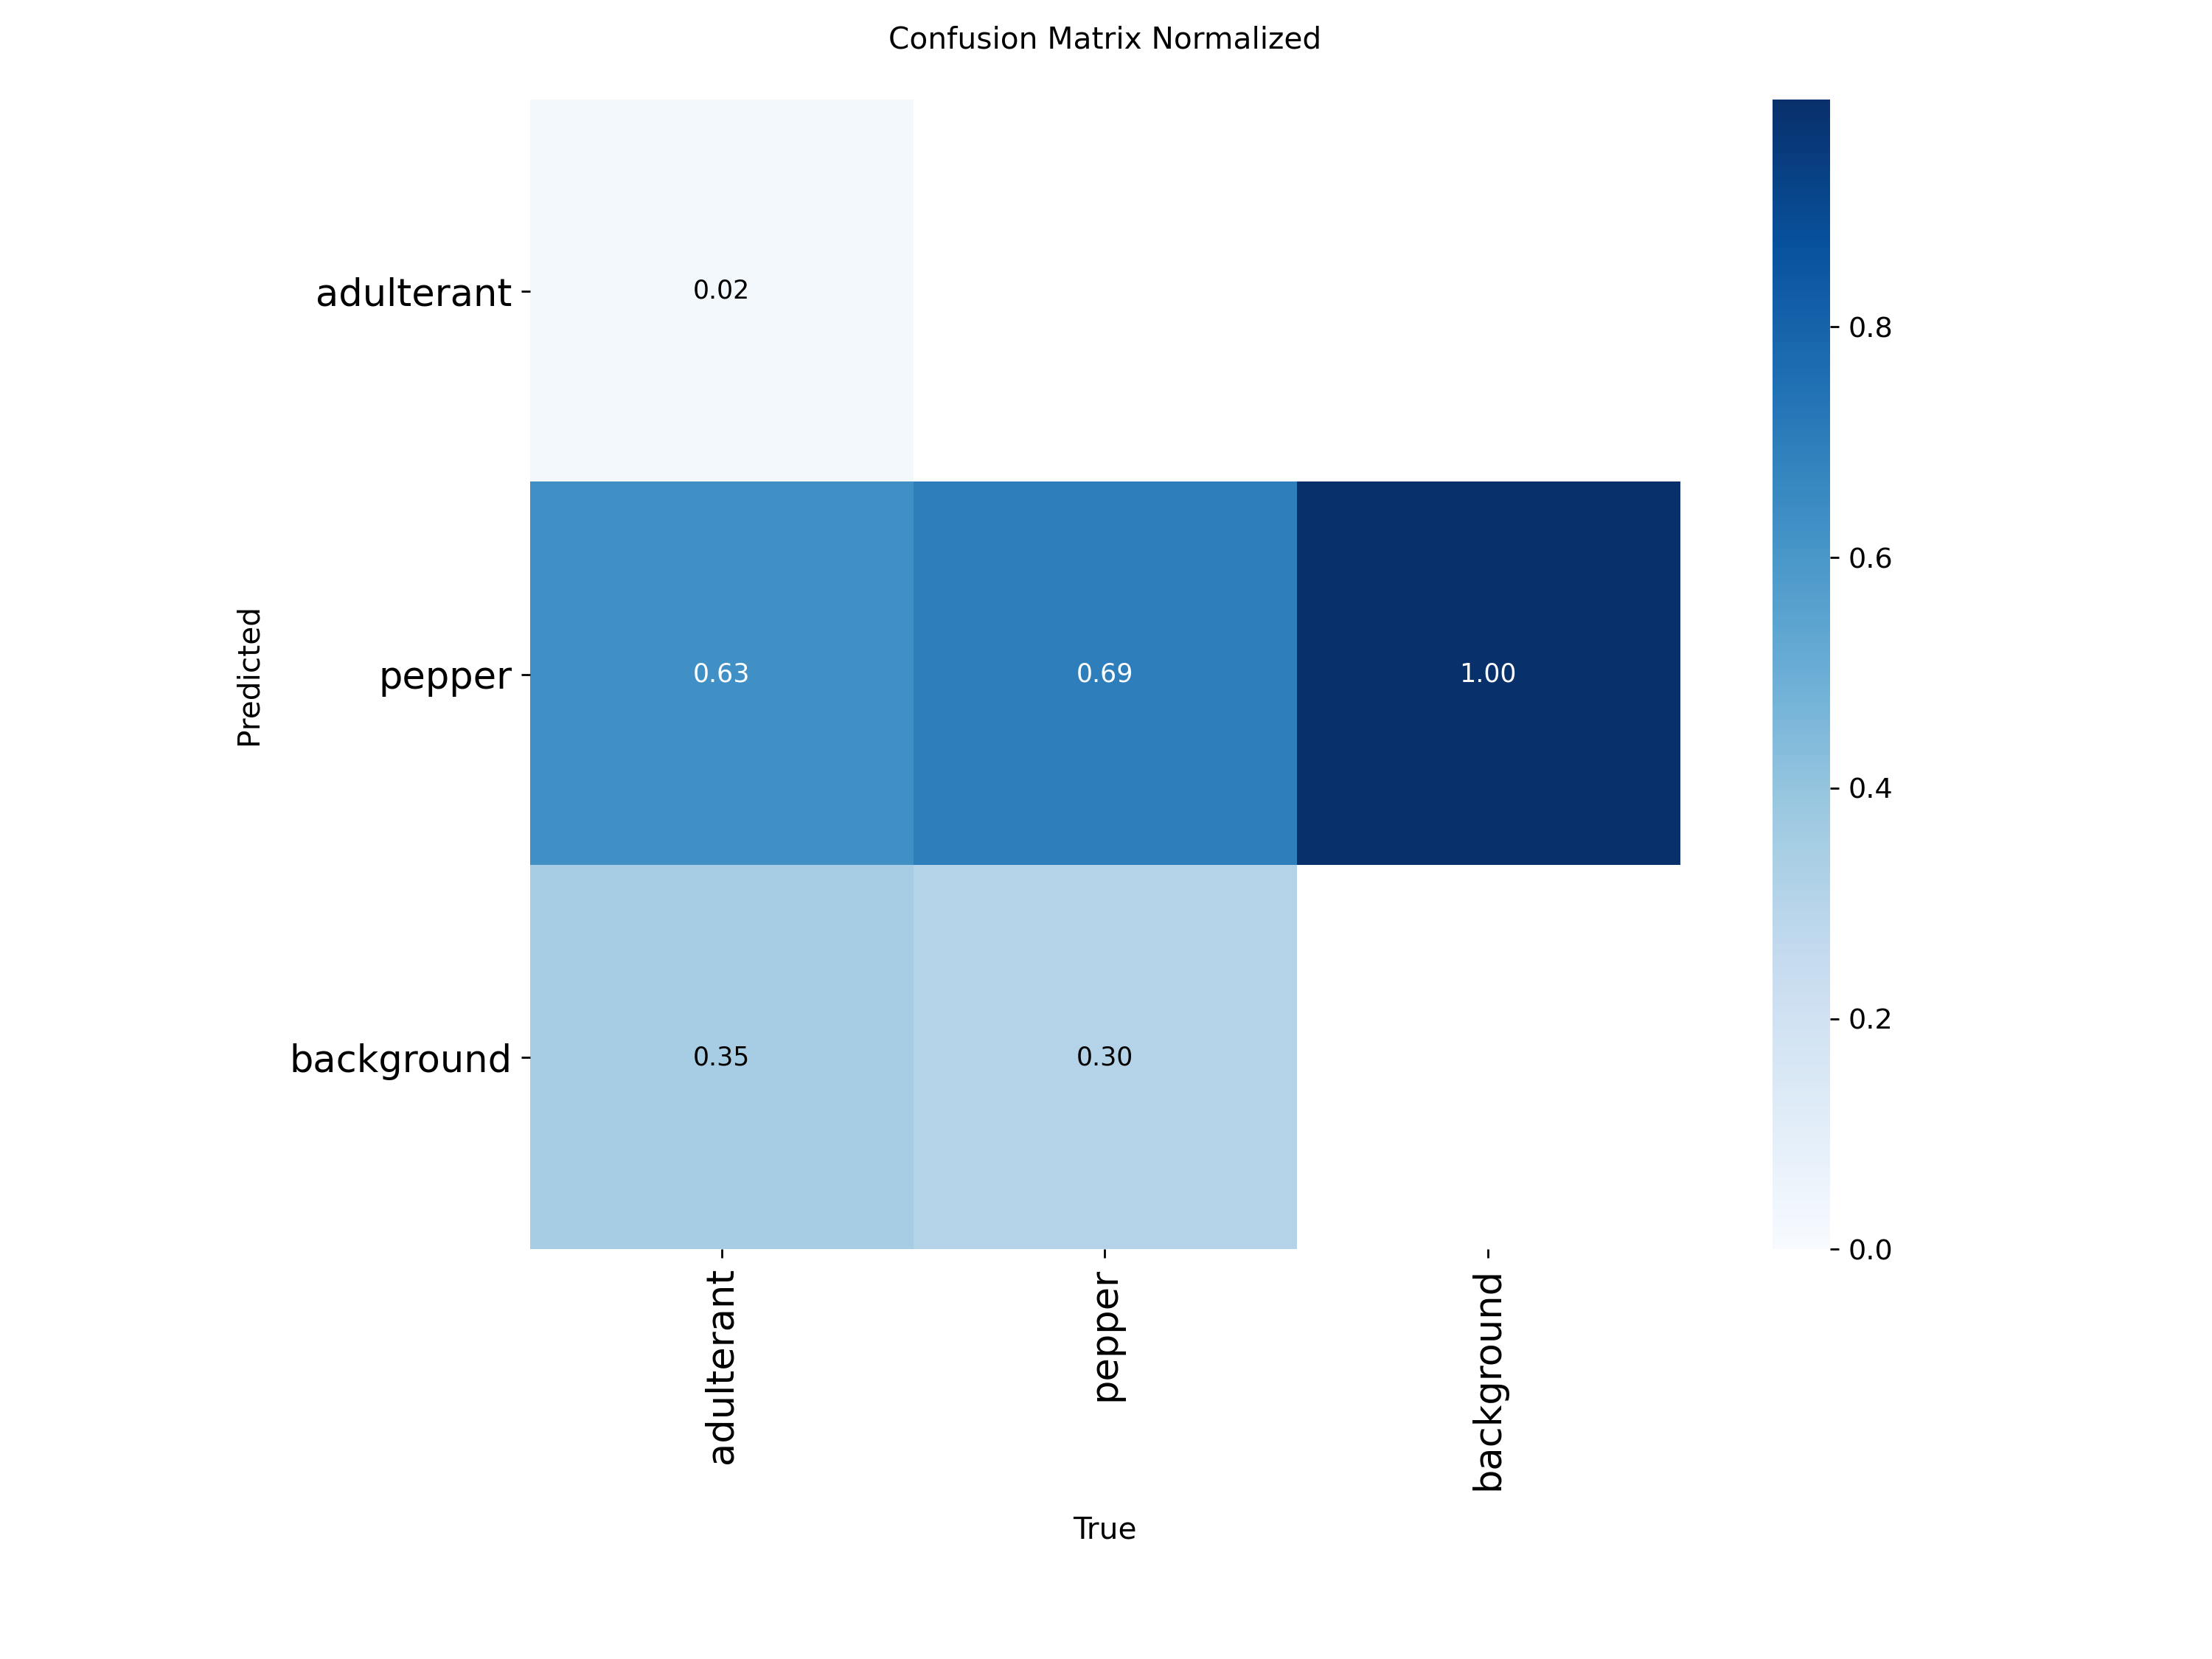 Confusion Matrix Normalized
adulterant
0.02
0.8
0.6
Predicted
pepper
0.63
0.69
1.00
0.4
background
0.35
0.30
0.2
0.0
adulterant
pepper
background
True